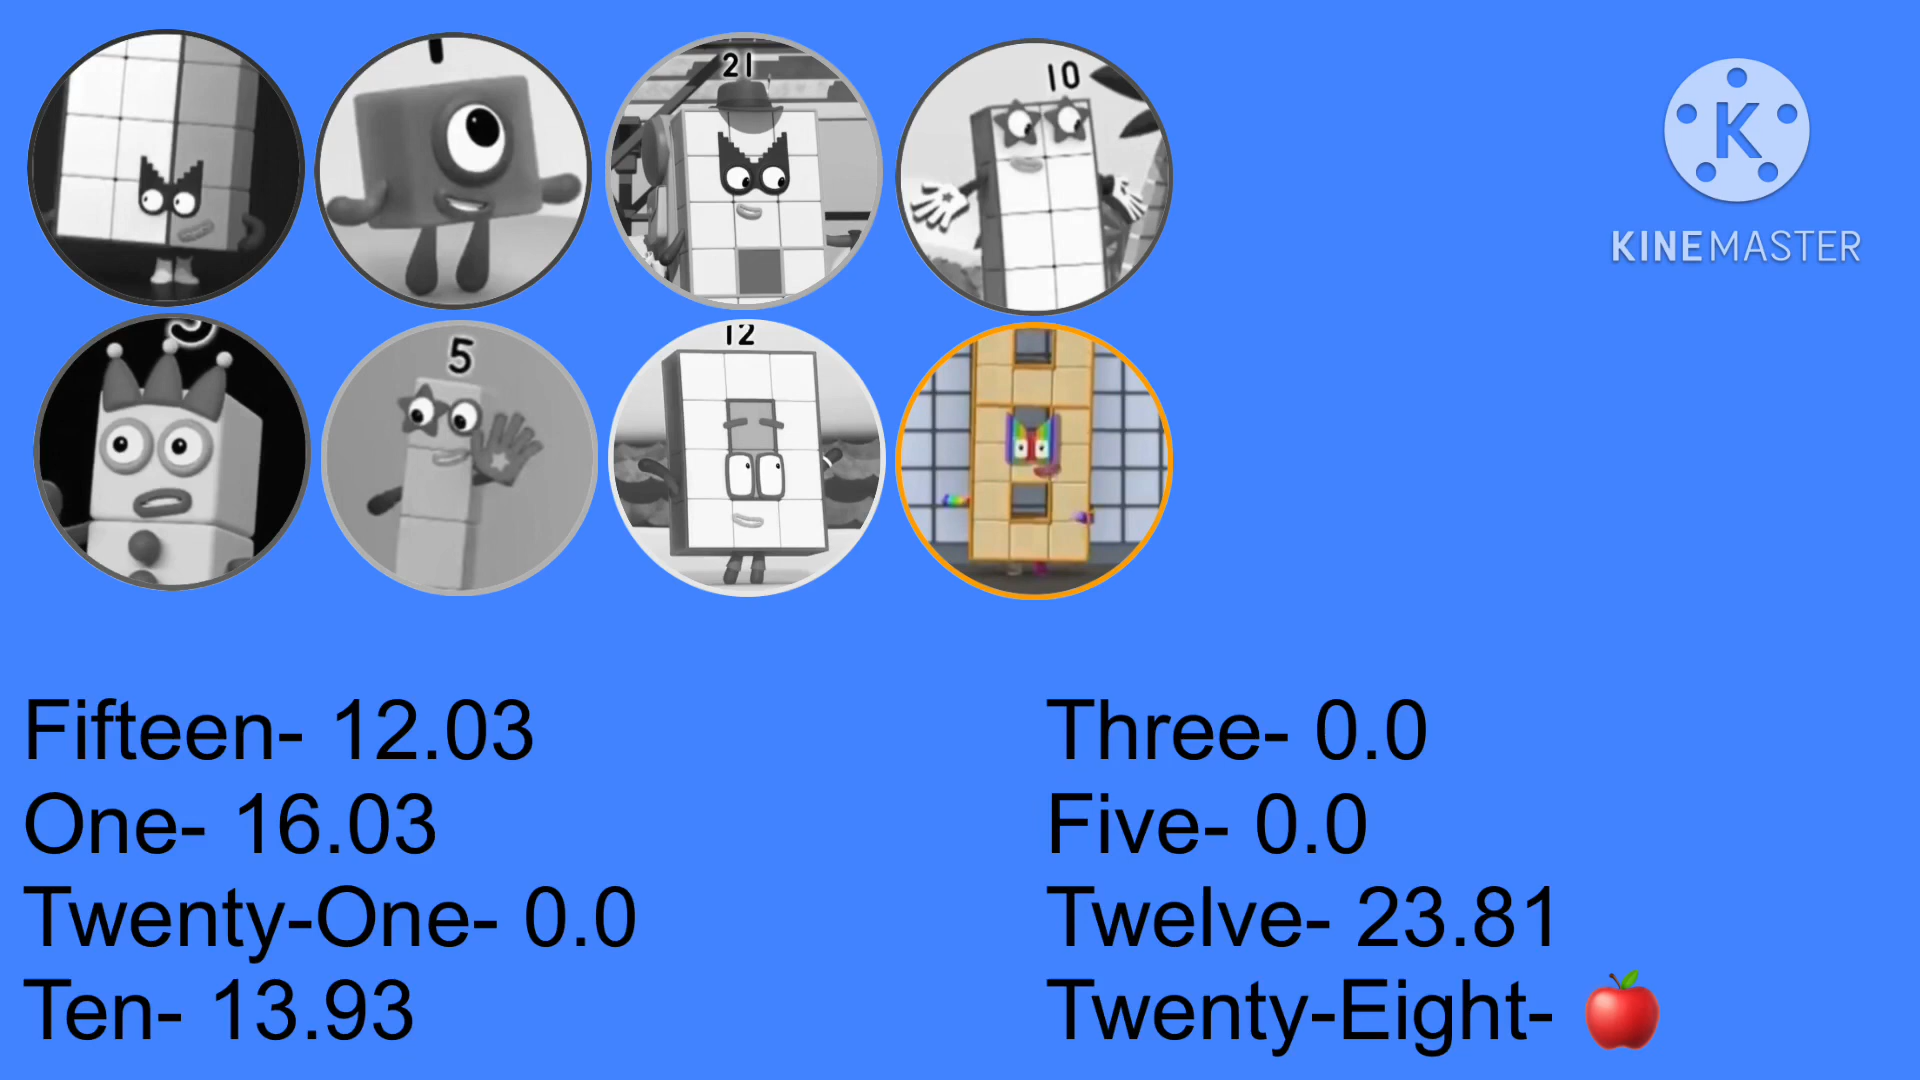 21
10
K
KINEMASTER
5
12
Fifteen- 12.03
One- 16.03
Twenty-One- 0.0
Ten- 13.93
Three- 0.0
Five- 0.0
Twelve- 23.81
Twenty-Eight- 🍎